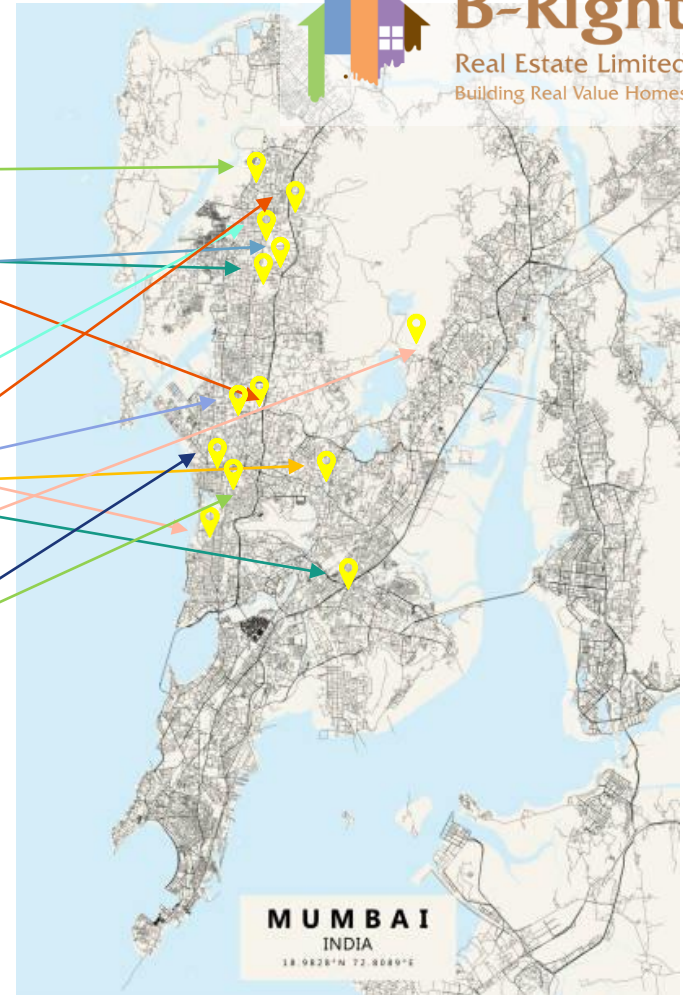 B-Right
Real Estate Limited
Building Real Value Homes
MUMBAI
INDIA
18.9828°N 72.8089°E